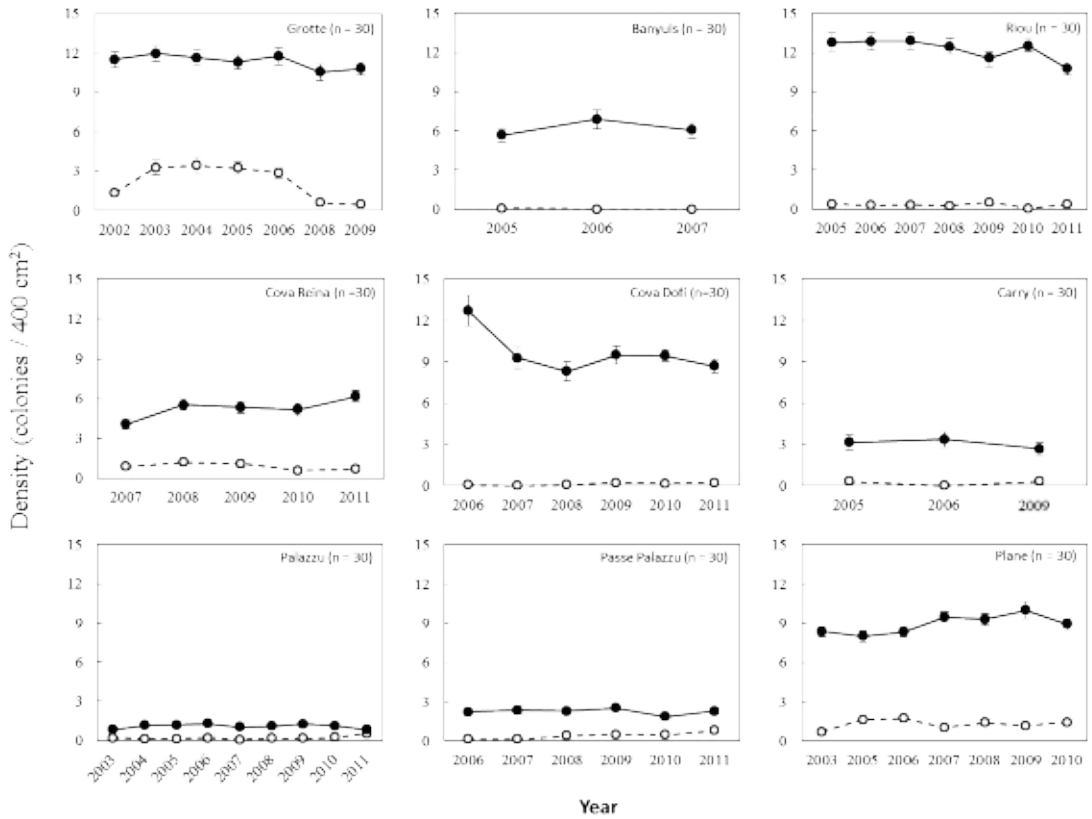 Density (colonies / 400 cm²)
Grotte (n = 30)
15
12
9
6
3
0
2002 2003 2004 2005 2006 2008 2009
Banyuls (n = 30)
15
12
9
6
3
0
2005 2006 2007
Riou (n = 30)
15
12
9
6
3
0
2005 2006 2007 2008 2009 2010 2011
Cova Reina (n =30)
15
12
9
6
3
0
2007 2008 2009 2010 2011
Cova Dofí (n=30)
15
12
9
6
3
0
2006 2007 2008 2009 2010 2011
Carry (n = 30)
15
12
9
6
3
0
2005 2006 2009
Palazzu (n = 30)
15
12
9
6
3
0
2003 2004 2005 2006 2007 2008 2009 2010 2011
Passe Palazzu (n = 30)
15
12
9
6
3
0
2006 2007 2008 2009 2010 2011
Plane (n = 30)
15
12
9
6
3
0
2003 2005 2006 2007 2008 2009 2010
Year